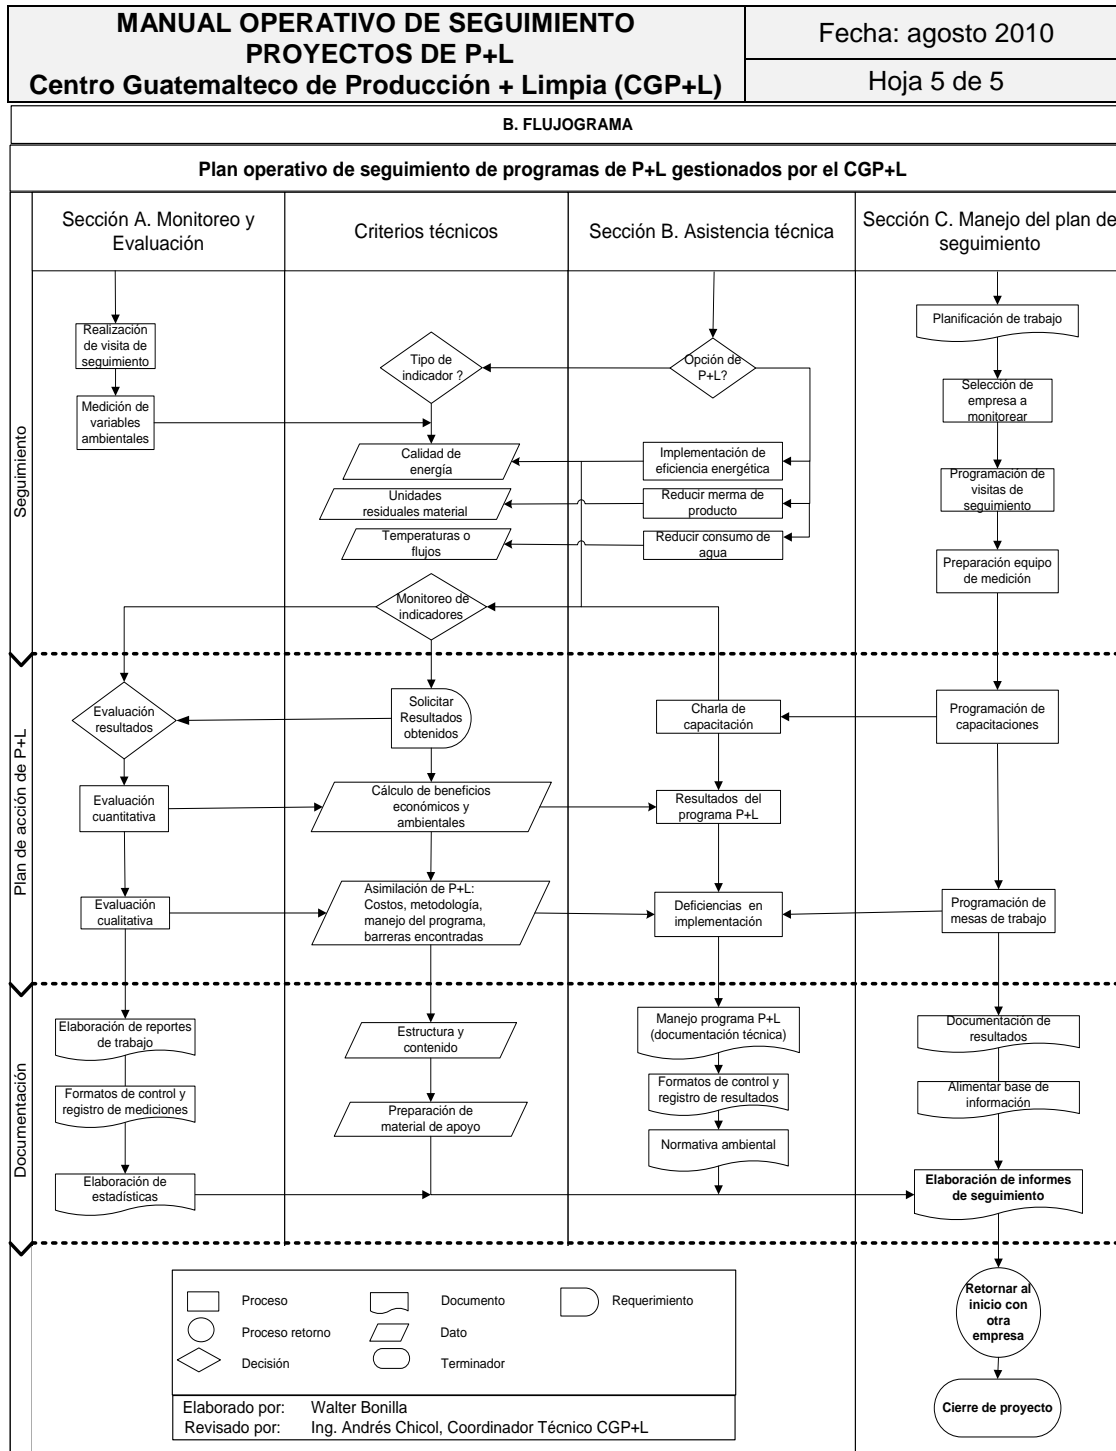 MANUAL OPERATIVO DE SEGUIMIENTO
PROYECTOS DE P+L
Centro Guatemalteco de Producción + Limpia (CGP+L)
Fecha: agosto 2010
Hoja 5 de 5
B. FLUJOGRAMA
Plan operativo de seguimiento de programas de P+L gestionados por el CGP+L
Sección A. Monitoreo y
Evaluación
Criterios técnicos
Sección B. Asistencia técnica
Sección C. Manejo del plan de
seguimiento
Seguimiento
Realización
de visita de
seguimiento
Medición de
variables
ambientales
Tipo de
indicador ?
Opción de
P+L?
Calidad de
energía
Unidades
residuales material
Temperaturas o
flujos
Implementación de
eficiencia energética
Reducir merma de
producto
Reducir consumo de
agua
Monitoreo de
indicadores
Planificación de trabajo
Selección de
empresa a
monitorear
Programación de
visitas de
seguimiento
Preparación equipo
de medición
Plan de acción de P+L
Evaluación
resultados
Solicitar
Resultados
obtenidos
Charla de
capacitación
Programación de
capacitaciones
Evaluación
cuantitativa
Cálculo de beneficios
económicos y
ambientales
Resultados del
programa P+L
Evaluación
cualitativa
Asimilación de P+L:
Costos, metodología,
manejo del programa,
barreras encontradas
Deficiencias en
implementación
Programación de
mesas de trabajo
Documentación
Elaboración de reportes
de trabajo
Formatos de control y
registro de mediciones
Elaboración de
estadísticas
Estructura y
contenido
Preparación de
material de apoyo
Manejo programa P+L
(documentación técnica)
Formatos de control y
registro de resultados
Normativa ambiental
Documentación de
resultados
Alimentar base de
información
Elaboración de informes
de seguimiento
Retornar al
inicio con
otra
empresa
Cierre de proyecto
Proceso
Documento
Requerimiento
Proceso retorno
Dato
Decisión
Terminador
Elaborado por: Walter Bonilla
Revisado por: Ing. Andrés Chicol, Coordinador Técnico CGP+L